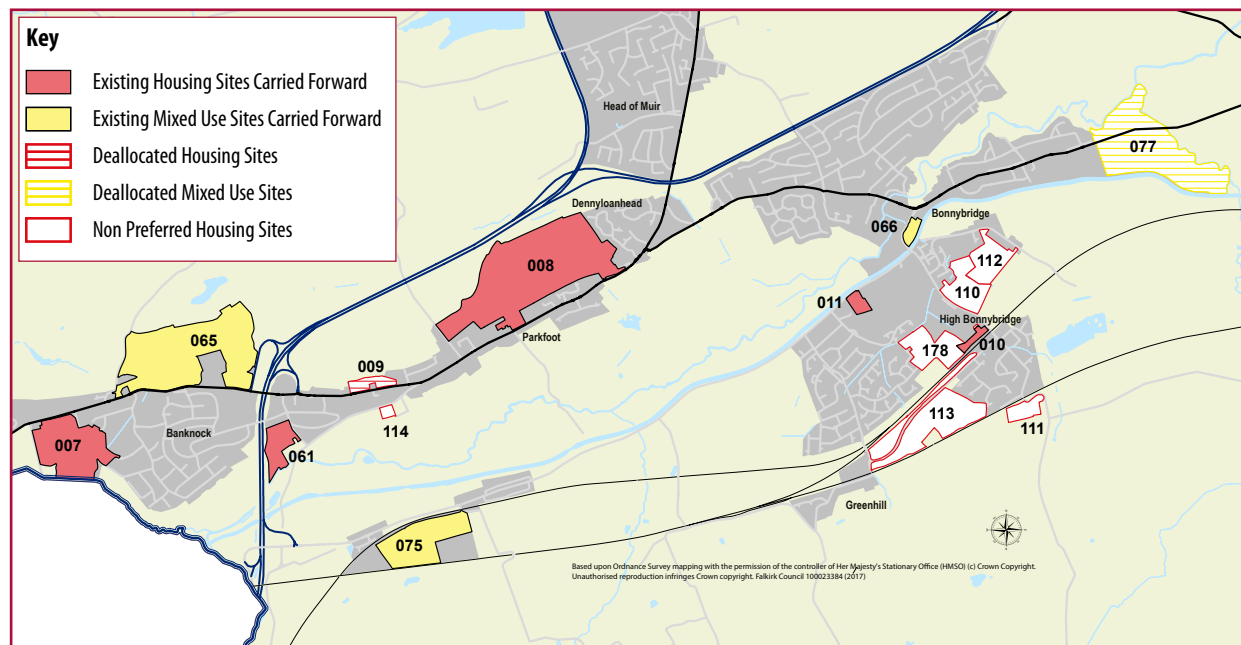 Key
Existing Housing Sites Carried Forward
Existing Mixed Use Sites Carried Forward
Deallocated Housing Sites
Deallocated Mixed Use Sites
Non Preferred Housing Sites
Head of Muir
077
Dennyloanhead
066
Bonnybridge
008
112
110
011
High Bonnybridge
010
065
Parkfoot
178
009
113
114
111
007
Banknock
061
Greenhill
075
Based upon Ordnance Survey mapping with the permission of the controller of Her Majesty's Stationary Office (HMSO) (c) Crown Copyright.
Unauthorised reproduction infringes Crown copyright. Falkirk Council 100023384 (2017)